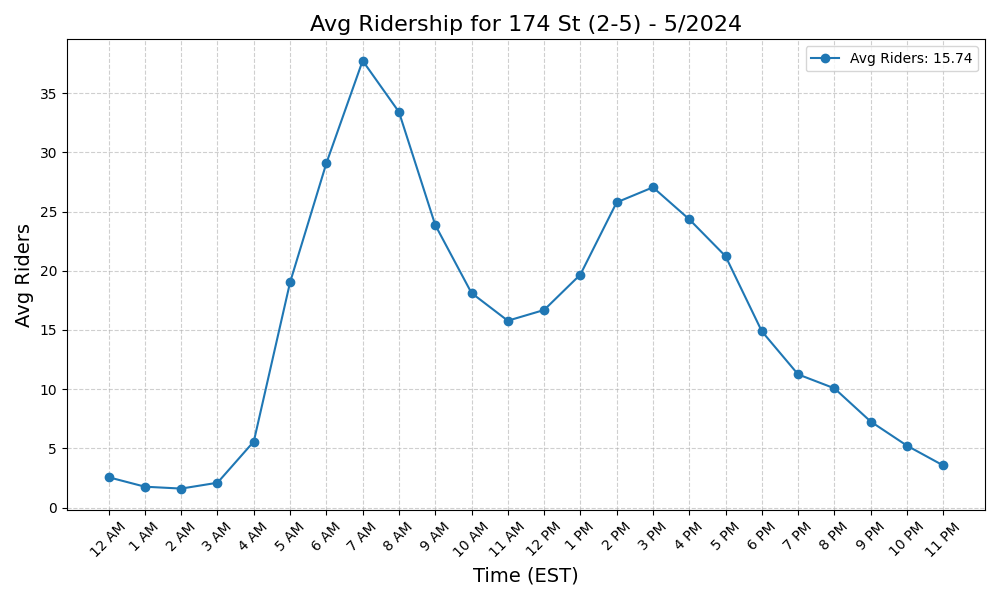 Avg Ridership for 174 St (2-5) - 5/2024
Avg Riders: 15.74
Avg Riders
35
30
25
20
15
10
5
0
12 AM
1 AM
2 AM
3 AM
4 AM
5 AM
6 AM
7 AM
8 AM
9 AM
10 AM
11 AM
12 PM
1 PM
2 PM
3 PM
4 PM
5 PM
6 PM
7 PM
8 PM
9 PM
10 PM
11 PM
Time (EST)